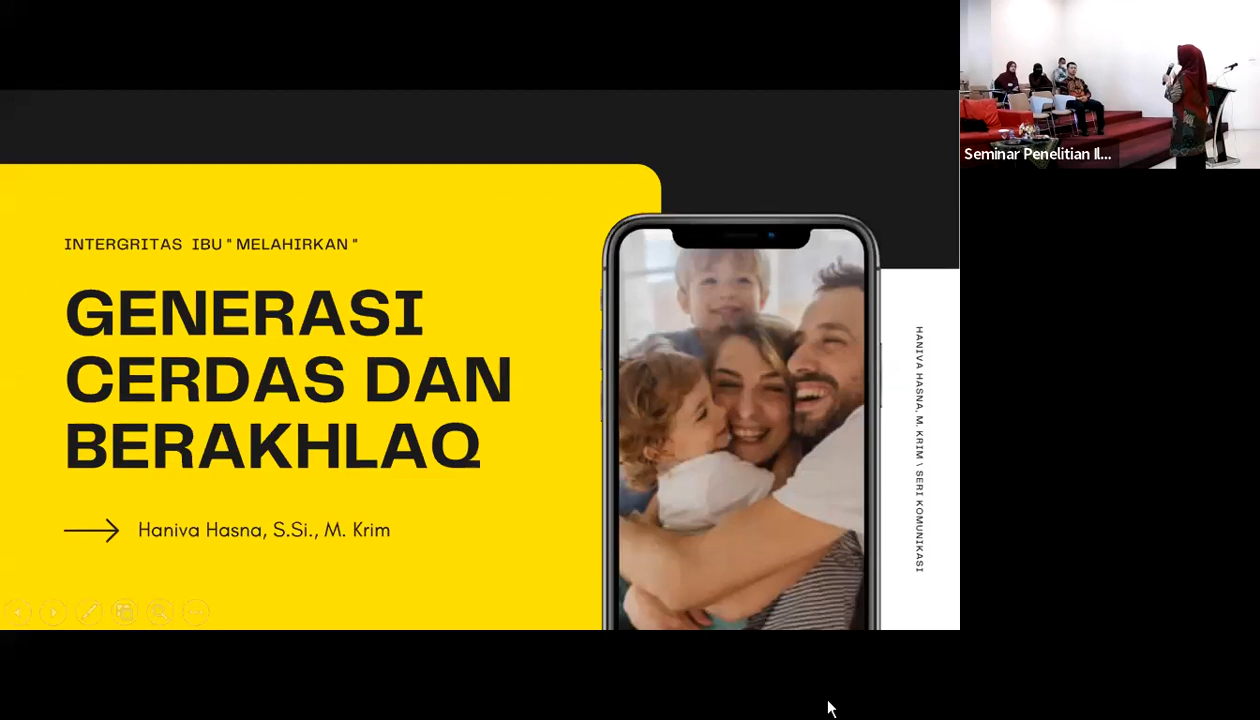 INTERGRITAS IBU " MELAHIRKAN "
GENERASI
CERDAS DAN
BERAKHLAQ
Haniva Hasna, S.Si., M. Krim
HANIVA HASNA, M. KRIM \ SERI KOMUNIKASI
Seminar Penelitian Il...